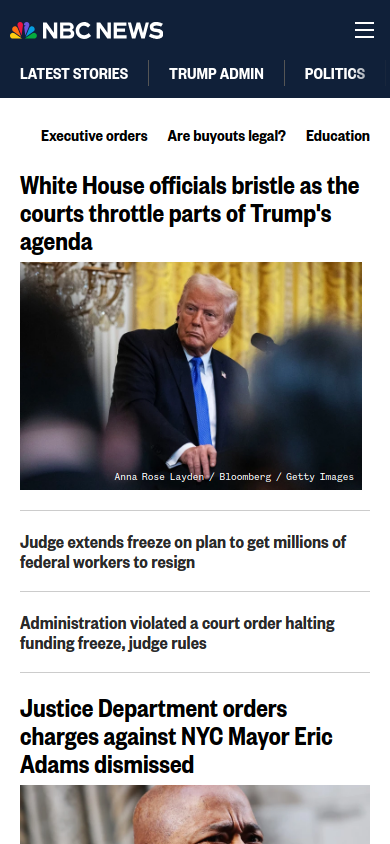 NBC NEWS
LATEST STORIES TRUMP ADMIN POLITICS
Executive orders Are buyouts legal? Education
White House officials bristle as the
courts throttle parts of Trump's
agenda
Anna Rose Layden / Bloomberg / Getty Images
Judge extends freeze on plan to get millions of
federal workers to resign
Administration violated a court order halting
funding freeze, judge rules
Justice Department orders
charges against NYC Mayor Eric
Adams dismissed